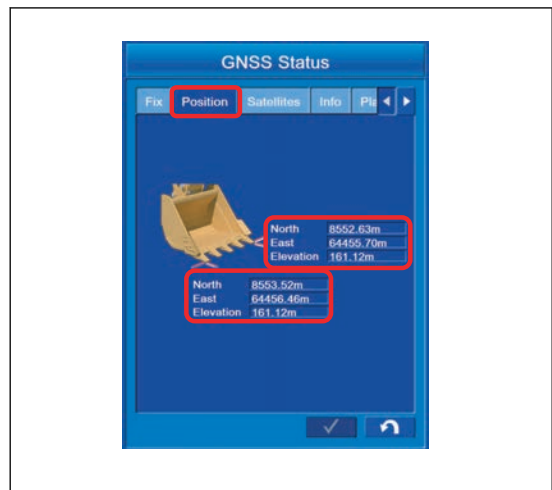 GNSS Status
Fix Position Satellites Info Pla
North 8552.63m
East 64455.70m
Elevation 161.12m
North 8553.52m
East 64456.46m
Elevation 161.12m